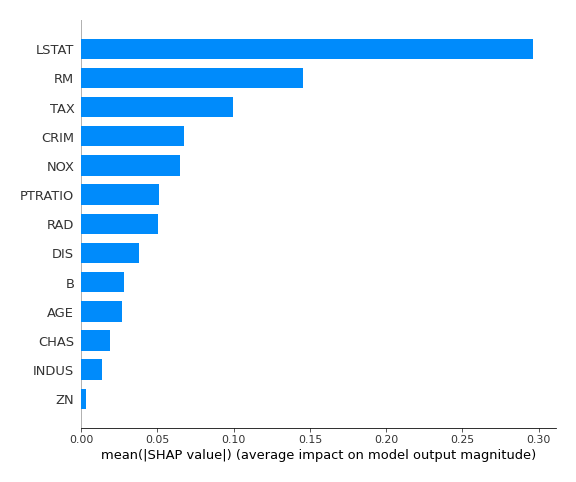 LSTAT
RM
TAX
CRIM
NOX
PTRATIO
RAD
DIS
B
AGE
CHAS
INDUS
ZN
0.00 0.05 0.10 0.15 0.20 0.25 0.30
mean(|SHAP value|) (average impact on model output magnitude)